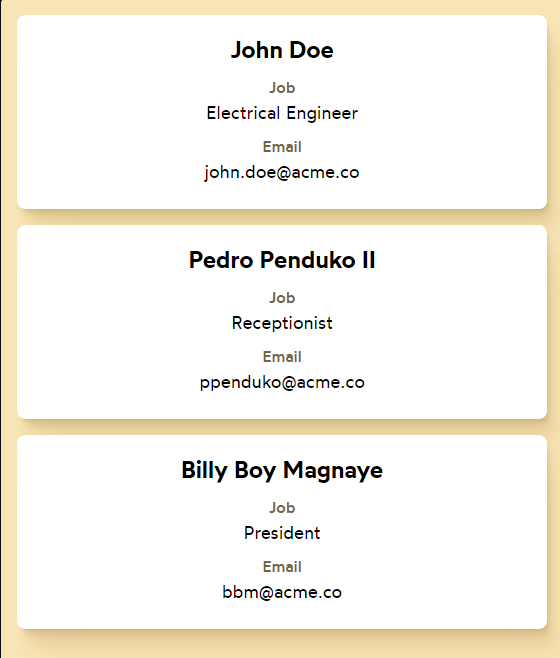 John Doe
Job
Electrical Engineer
Email
john.doe@acme.co
Pedro Penduko II
Job
Receptionist
Email
ppenduko@acme.co
Billy Boy Magnaye
Job
President
Email
bbm@acme.co